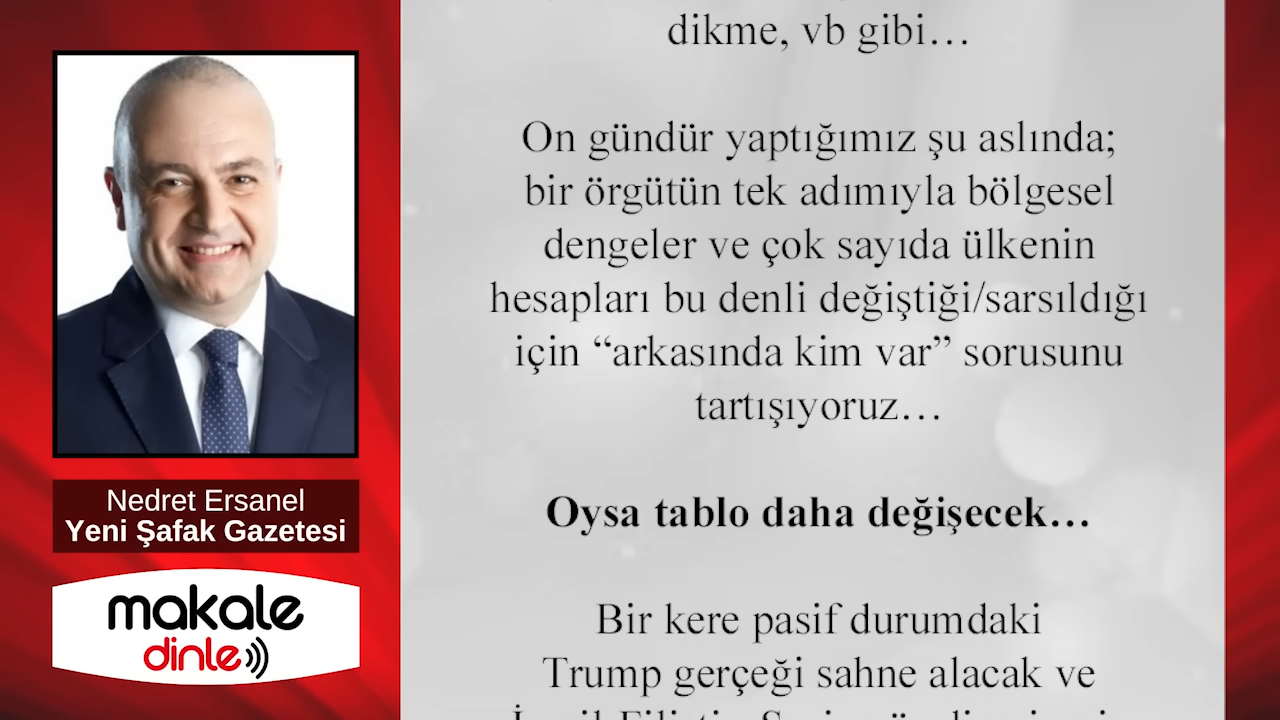 dikme, vb gibi…
On gündür yaptığımız şu aslında;
bir örgütün tek adımıyla bölgesel
dengeler ve çok sayıda ülkenin
hesapları bu denli değiştiği/sarsıldığı
için “arkasında kim var” sorusunu
tartışıyoruz…
Oysa tablo daha değişecek…
Bir kere pasif durumdaki
Trump gerçeği sahne alacak ve
Nedret Ersanel
Yeni Şafak Gazetesi
makale
dinle